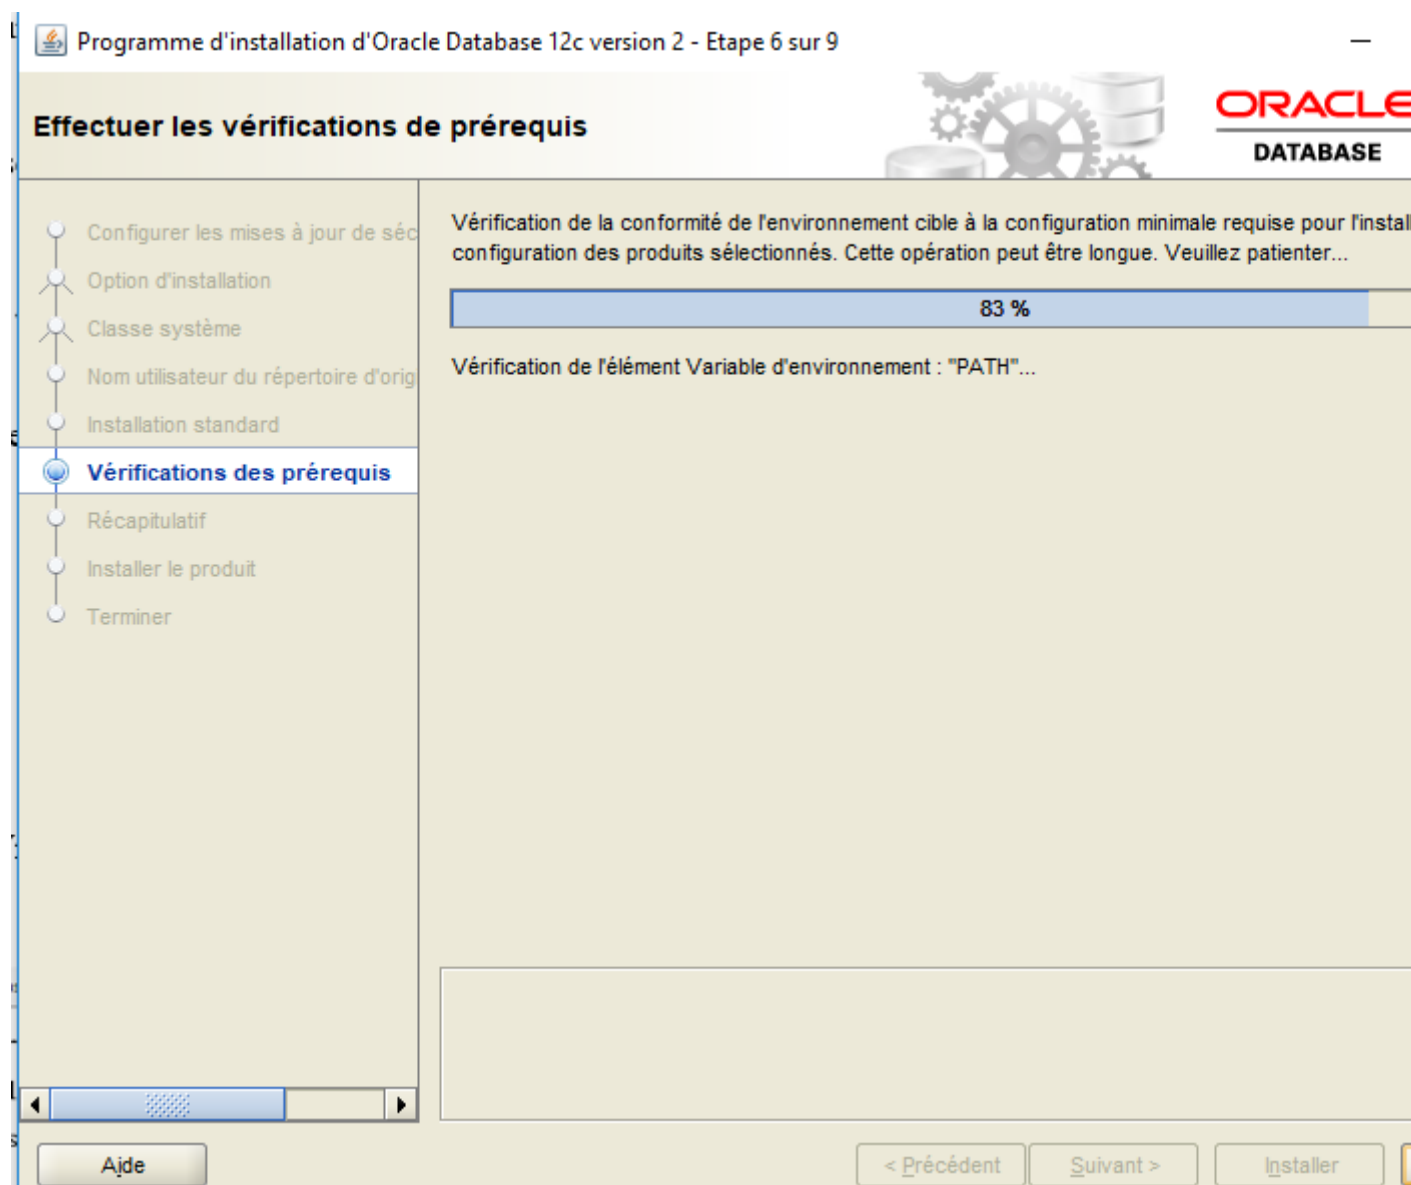 Programme d'installation d'Oracle Database 12c version 2 - Etape 6 sur 9
Effectuer les vérifications de prérequis
ORACLE
DATABASE
Configurer les mises à jour de séc
Option d'installation
Classe système
Nom utilisateur du répertoire d'orig
Installation standard
Vérifications des prérequis
Récapitulatif
Installer le produit
Terminer
Vérification de la conformité de l'environnement cible à la configuration minimale requise pour l'instal
configuration des produits sélectionnés. Cette opération peut être longue. Veuillez patienter...
83 %
Vérification de l'élément Variable d'environnement : "PATH"...
Aide
< Précédent
Suivant >
Installer